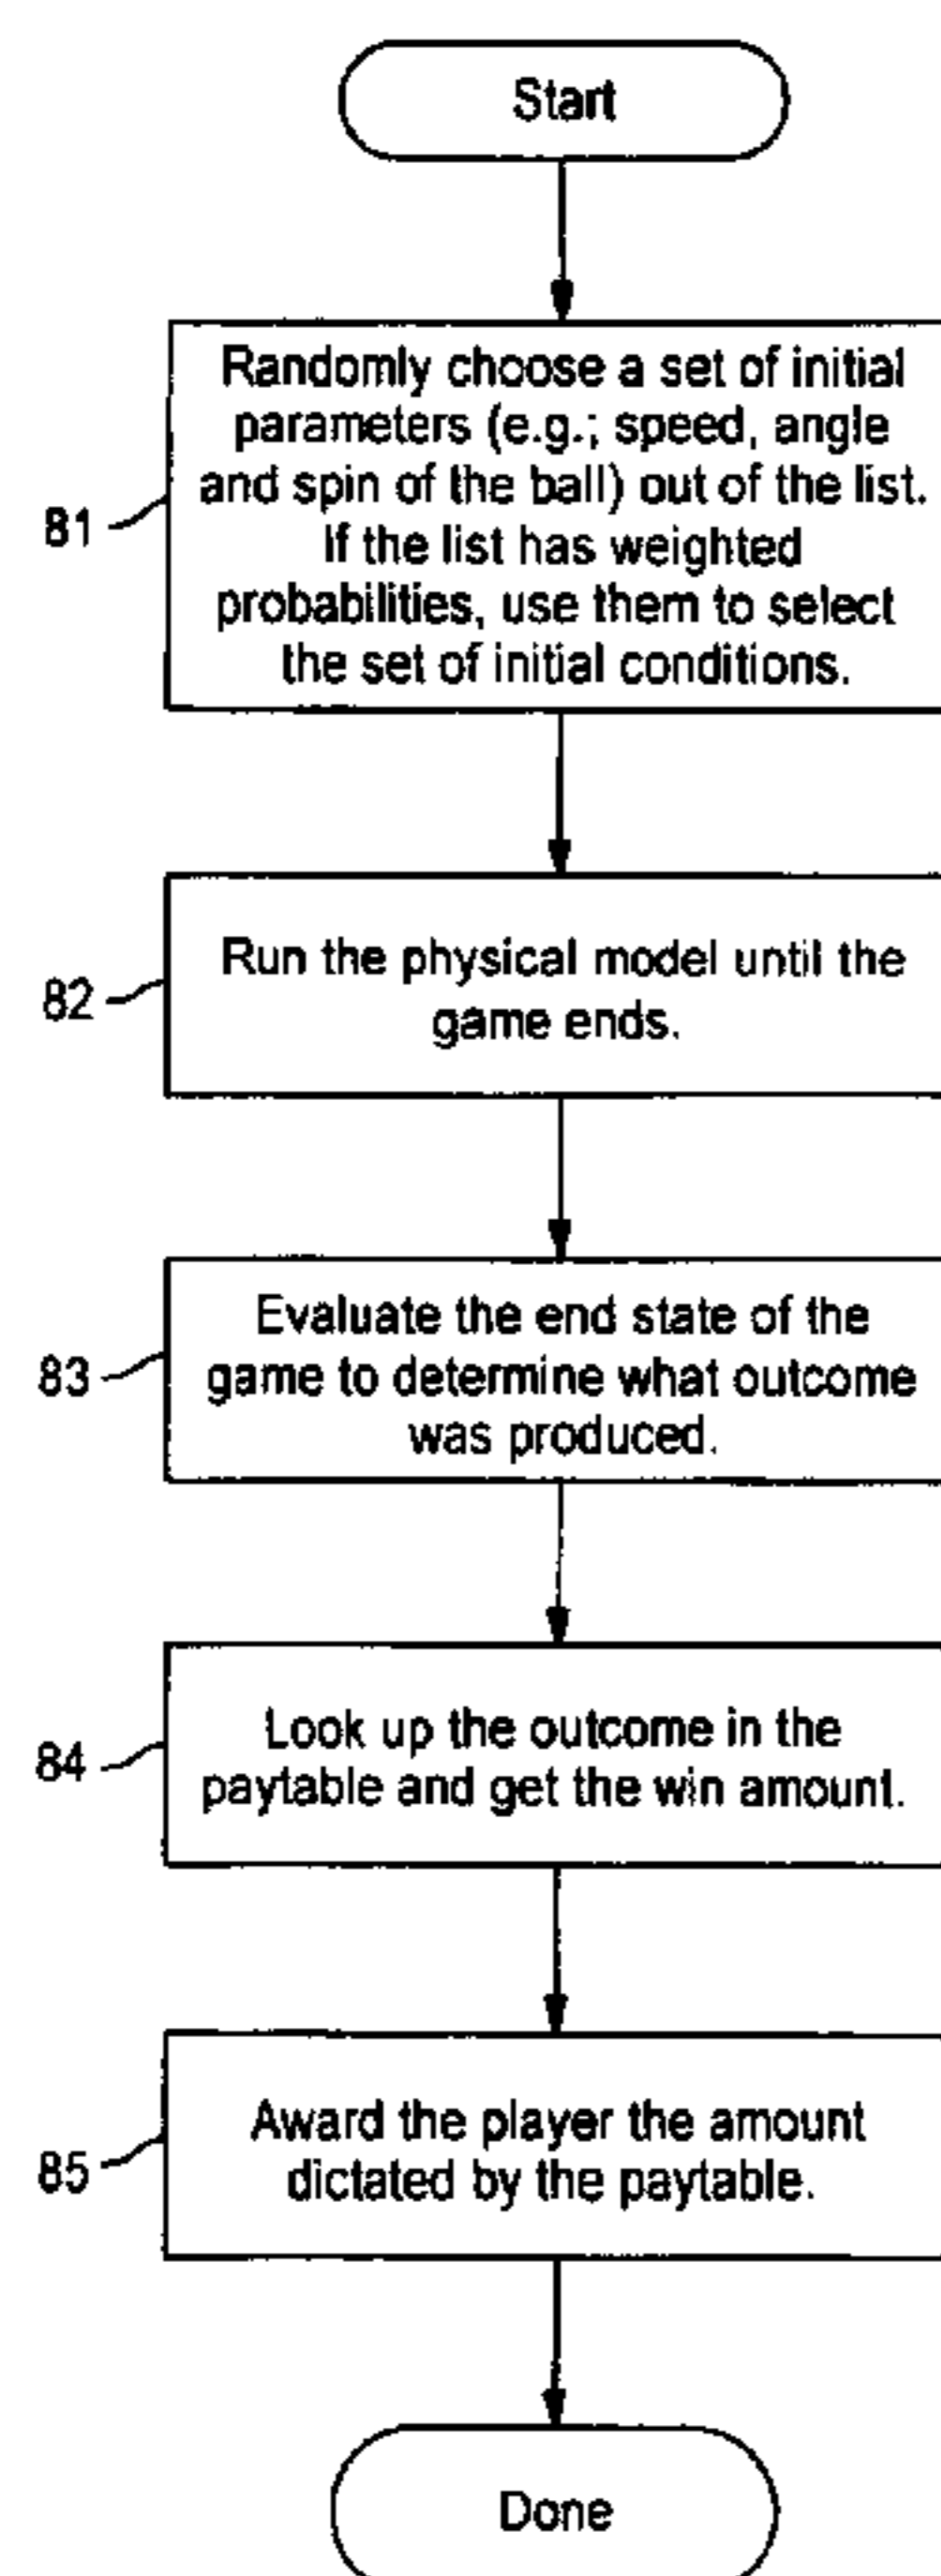 Start
Randomly choose a set of initial
parameters (e.g.; speed, angle
and spin of the ball) out of the list.
81
If the list has weighted
probabilities, use them to select
the set of initial conditions.
Run the physical model until the
82
game ends.
Evaluate the end state of the
83
game to determine what outcome
was produced.
Look up the outcome in the
84
paytable and get the win amount.
Award the player the amount
85
dictated by the paytable.
Done